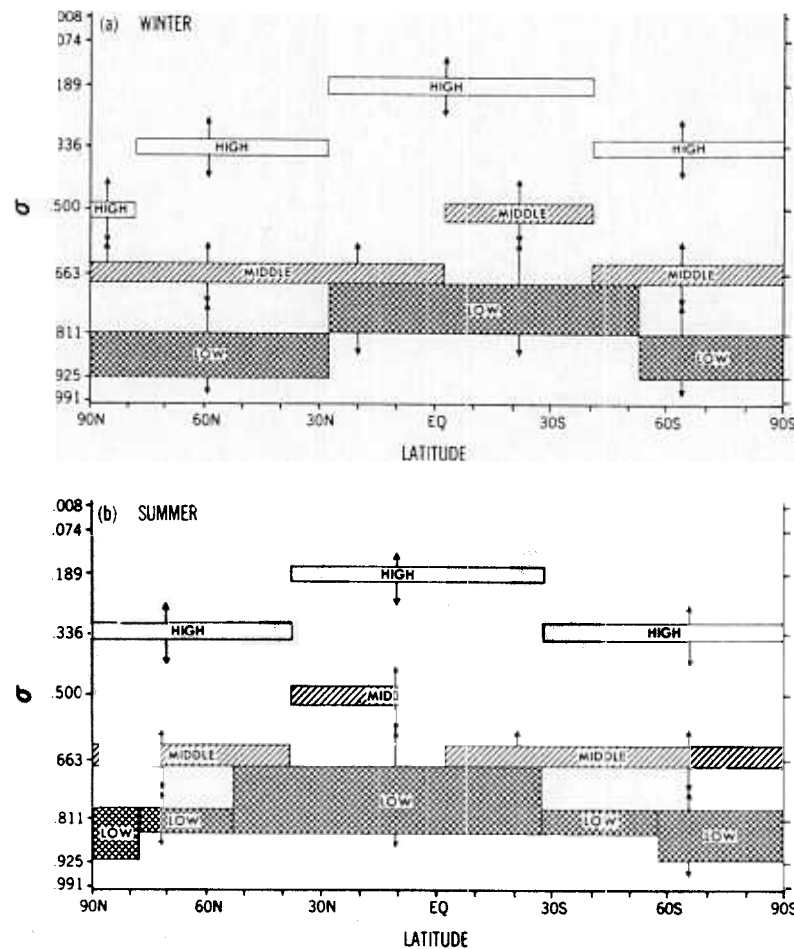 (a) WINTER
.008
.074
.189
HIGH
.336
HIGH
HIGH
σ
.500
HIGH
MIDDLE
.663
MIDDLE
MIDDLE
LOW
.811
LOW
LOW
.925
.991
90N 60N 30N EQ 30S 60S 90S
LATITUDE
(b) SUMMER
.008
.074
.189
HIGH
.336
HIGH
HIGH
σ
.500
MID
.663
MIDDLE
MIDDLE
LOW
.811
LOW
LOW
LOW
LOW
.925
.991
90N 60N 30N EQ 30S 60S 90S
LATITUDE